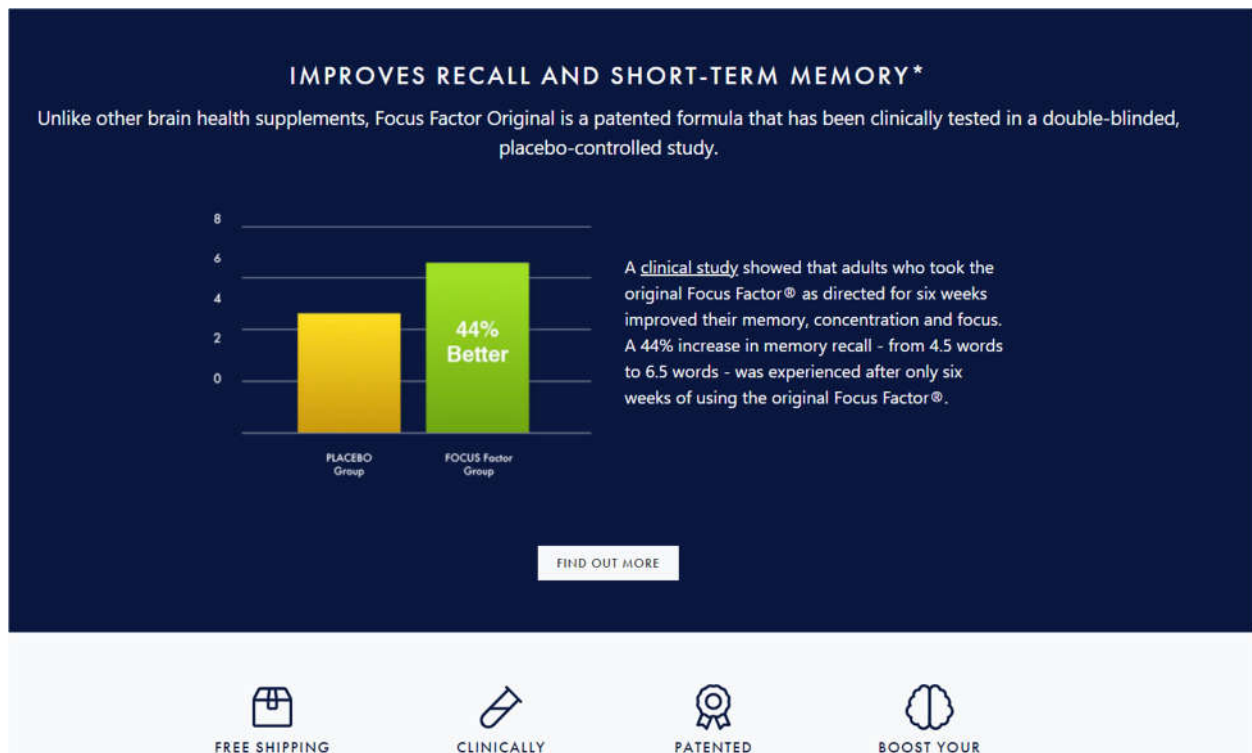 IMPROVES RECALL AND SHORT-TERM MEMORY*
Unlike other brain health supplements, Focus Factor Original is a patented formula that has been clinically tested in a double-blinded,
placebo-controlled study.
8
6
4
2
0
44%
Better
PLACEBO
Group
FOCUS Factor
Group
A clinical study showed that adults who took the
original Focus Factor® as directed for six weeks
improved their memory, concentration and focus.
A 44% increase in memory recall - from 4.5 words
to 6.5 words - was experienced after only six
weeks of using the original Focus Factor®.
FIND OUT MORE
FREE SHIPPING
CLINICALLY
PATENTED
BOOST YOUR